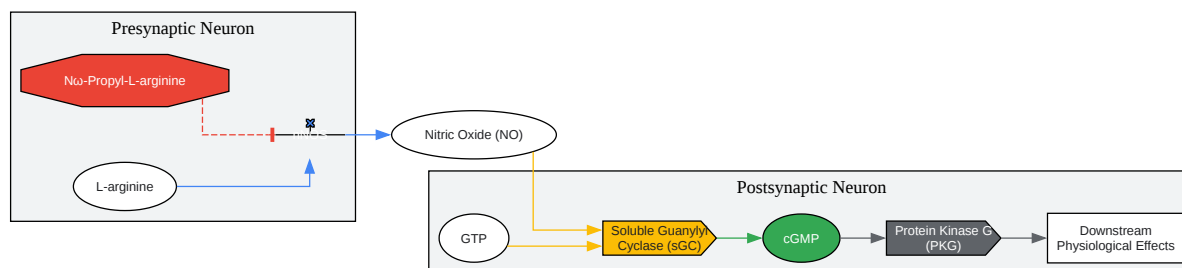 Presynaptic Neuron
Nω-Propyl-L-arginine
L-arginine
Nitric Oxide (NO)
Postsynaptic Neuron
GTP
Soluble Guanylyl
Cyclase (sGC)
cGMP
Protein Kinase G
(PKG)
Downstream
Physiological Effects